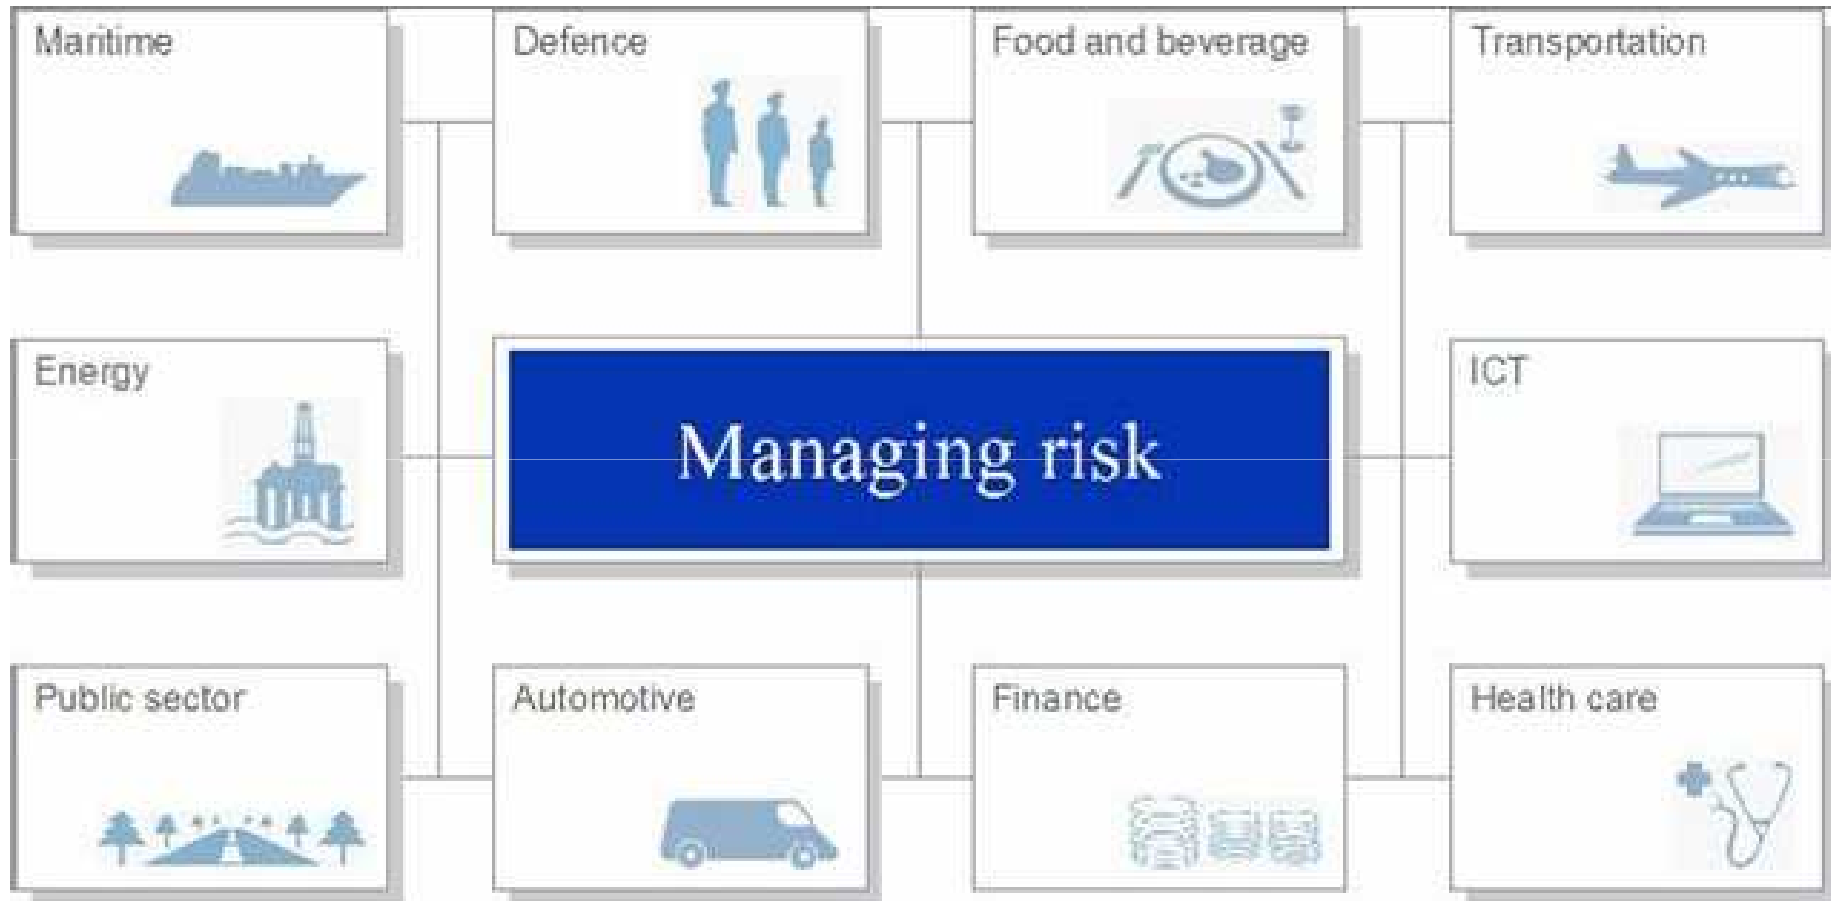 Maritime
Defence
Food and beverage
Transportation
Energy
Managing risk
ICT
Public sector
Automotive
Finance
Health care